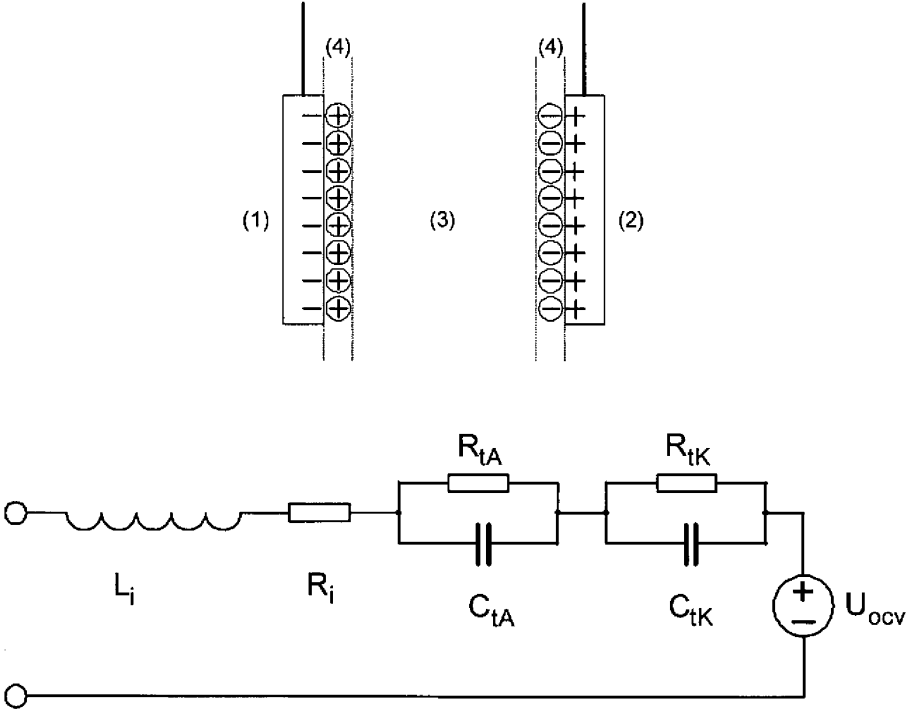 (4) (4)
(1) (3) (2)
R_tA R_tK
L_i R_i C_tA C_tK U_ocv